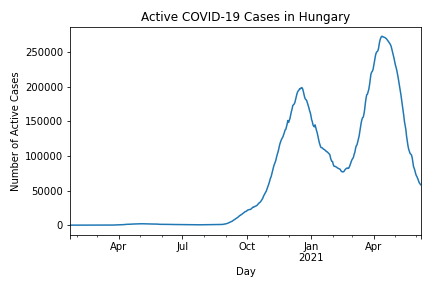 Active COVID-19 Cases in Hungary
Number of Active Cases
250000
200000
150000
100000
50000
0
Apr
Jul
Oct
Jan
2021
Apr
Day